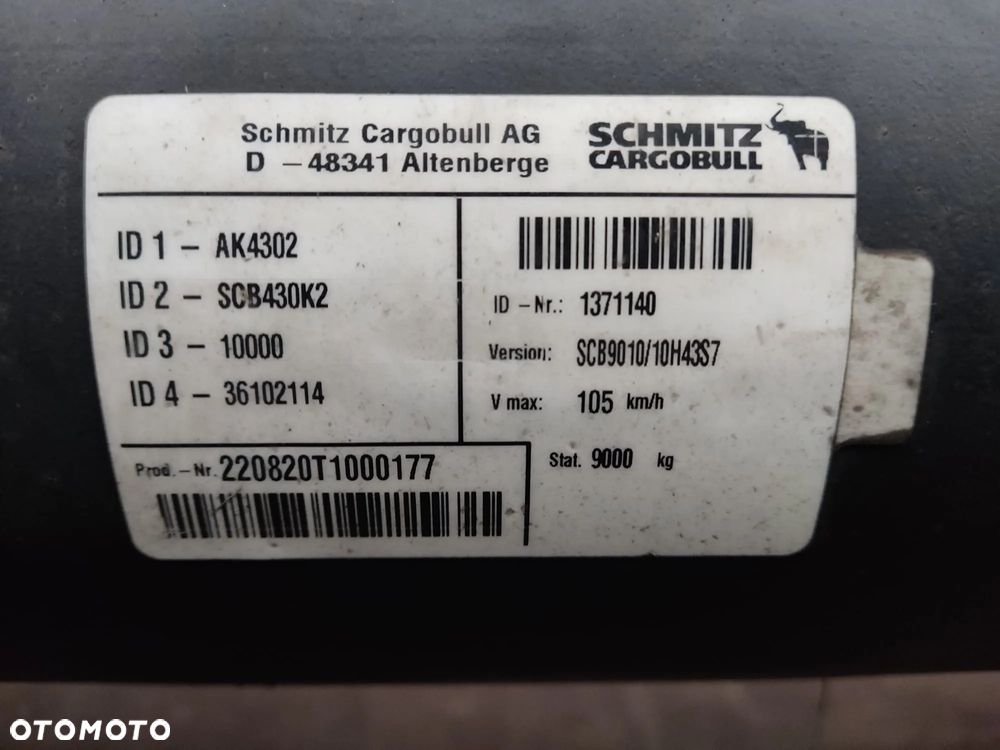 Schmitz Cargobull AG
D - 48341 Altenberge
SCHMITZ
CARGOBULL
ID 1 - AK4302
ID 2 - SCB430K2
ID 3 - 10000
ID 4 - 36102114
ID - Nr.: 1371140
Version: SCB9010/10H43S7
V max: 105 km/h
Stat. 9000 kg
Prod. - Nr. 220820T1000177
OTOMOTO